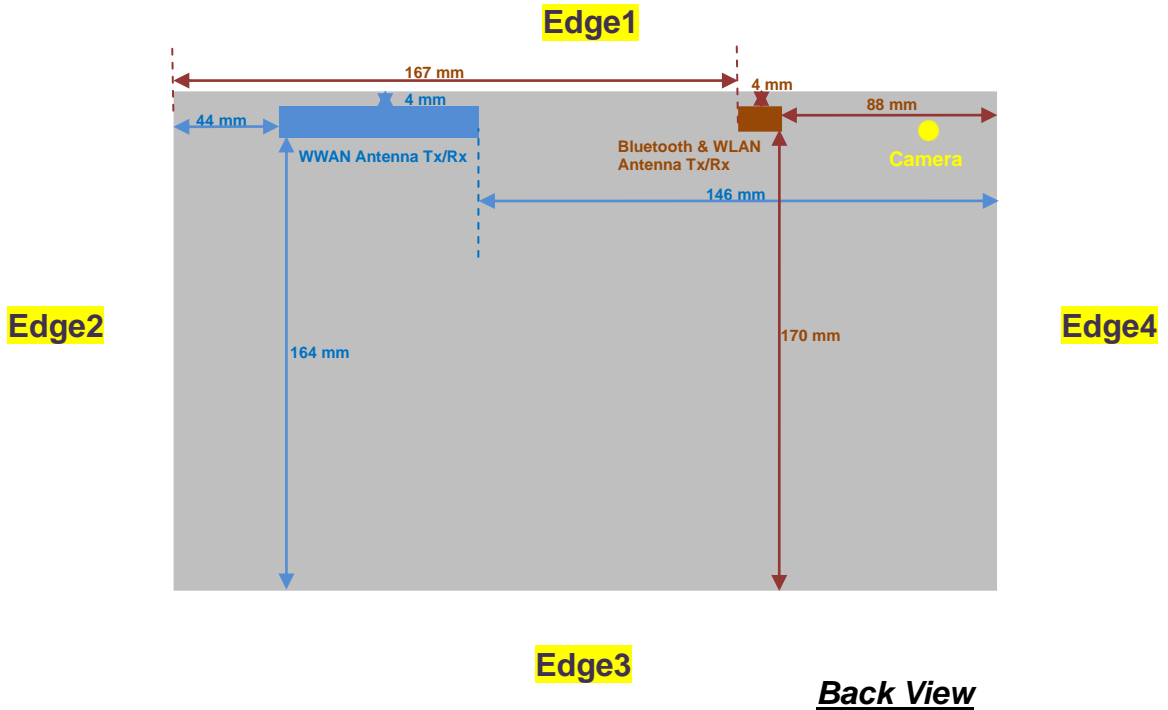 Edge1
167 mm
4 mm
4 mm
88 mm
44 mm
WWAN Antenna Tx/Rx
Bluetooth & WLAN
Antenna Tx/Rx
Camera
146 mm
Edge2
Edge4
164 mm
170 mm
Edge3
Back View